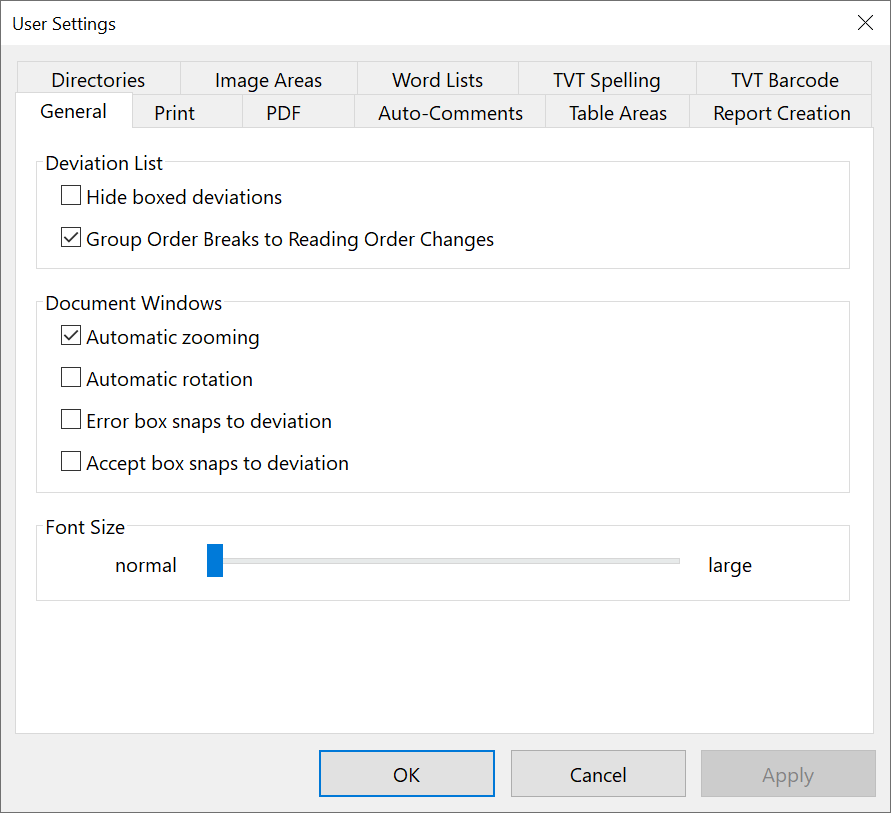 User Settings
Directories Image Areas Word Lists TVT Spelling TVT Barcode
General Print PDF Auto-Comments Table Areas Report Creation
Deviation List
Hide boxed deviations
Group Order Breaks to Reading Order Changes
Document Windows
Automatic zooming
Automatic rotation
Error box snaps to deviation
Accept box snaps to deviation
Font Size
normal large
OK Cancel Apply